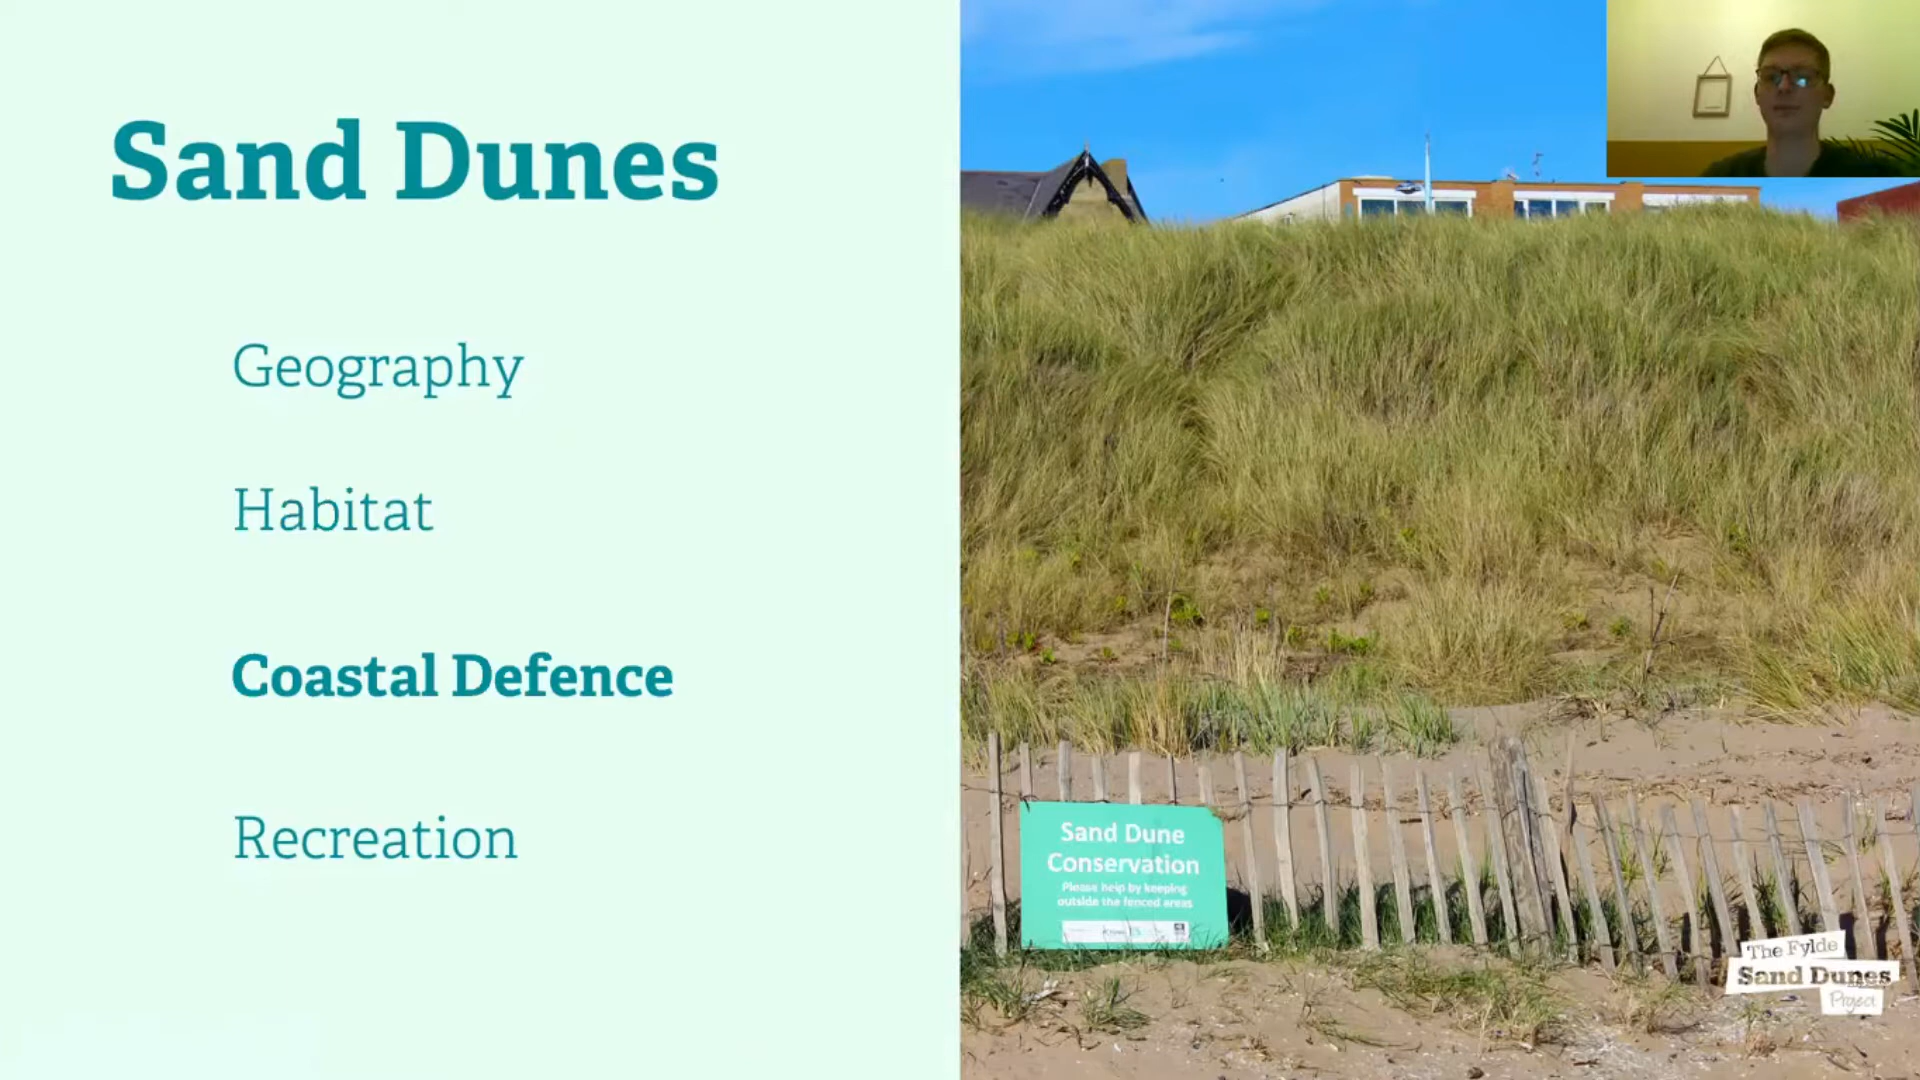 Sand Dunes
Geography
Habitat
Coastal Defence
Recreation
Sand Dune
Conservation
Please help by keeping
outside the fenced areas
The Fylde
Sand Dunes
Project